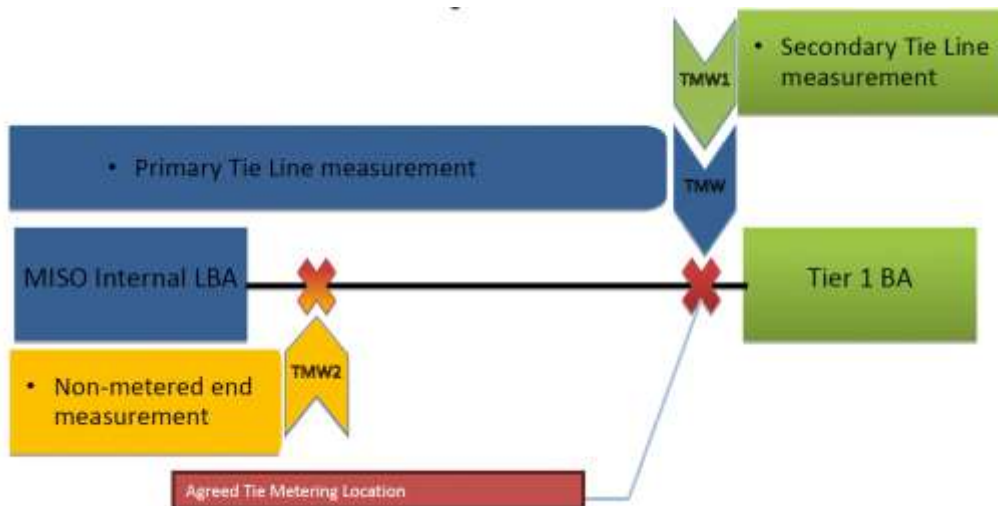 • Secondary Tie Line
measurement
TMW1
• Primary Tie Line measurement
TMW
MISO Internal LBA
Tier 1 BA
TMW2
• Non-metered end
measurement
Agreed Tie Metering Location